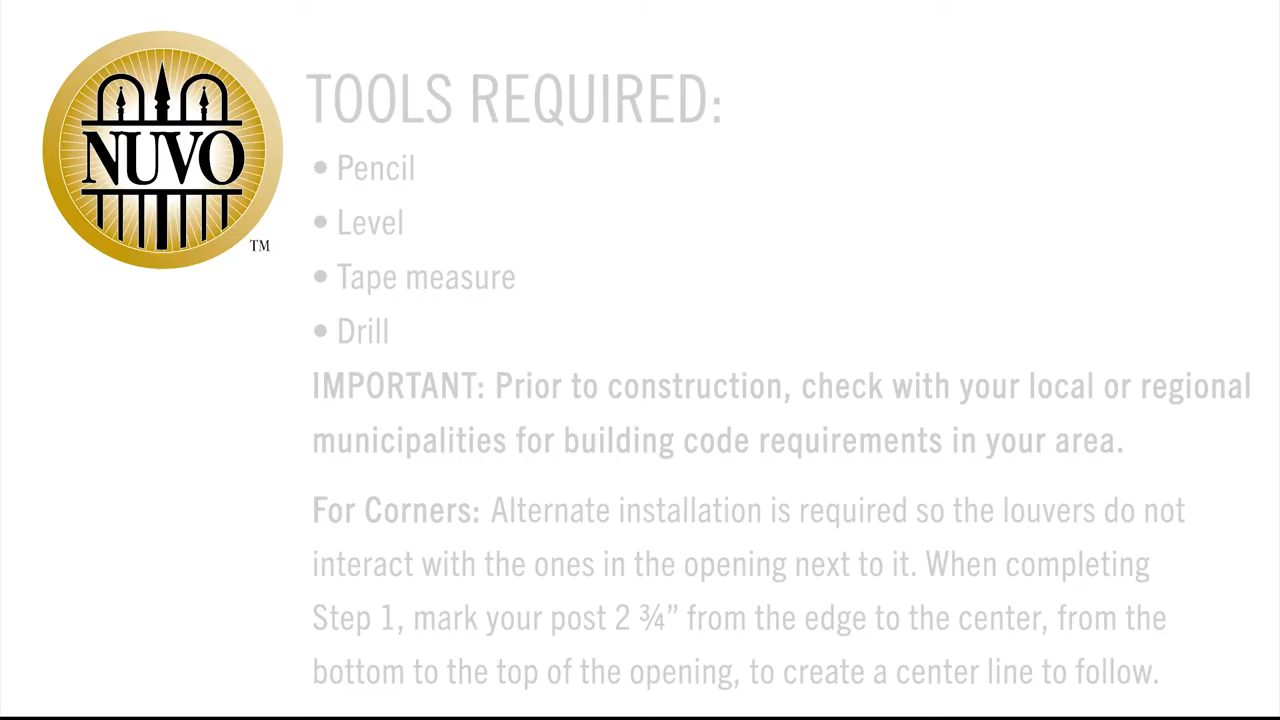 NUVO
TM
TOOLS REQUIRED:
• Pencil
• Level
• Tape measure
• Drill
IMPORTANT: Prior to construction, check with your local or regional
municipalities for building code requirements in your area.
For Corners: Alternate installation is required so the louvers do not
interact with the ones in the opening next to it. When completing
Step 1, mark your post 2 ¾” from the edge to the center, from the
bottom to the top of the opening, to create a center line to follow.